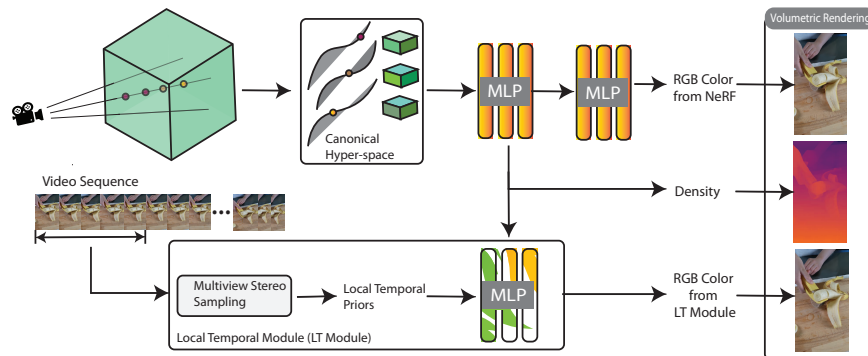 Volumetric Rendering
MLP
MLP
RGB Color
from NeRF
Canonical
Hyper-space
Video Sequence
Density
Multiview Stereo
Sampling
Local Temporal
Priors
MLP
RGB Color
from
LT Module
Local Temporal Module (LT Module)